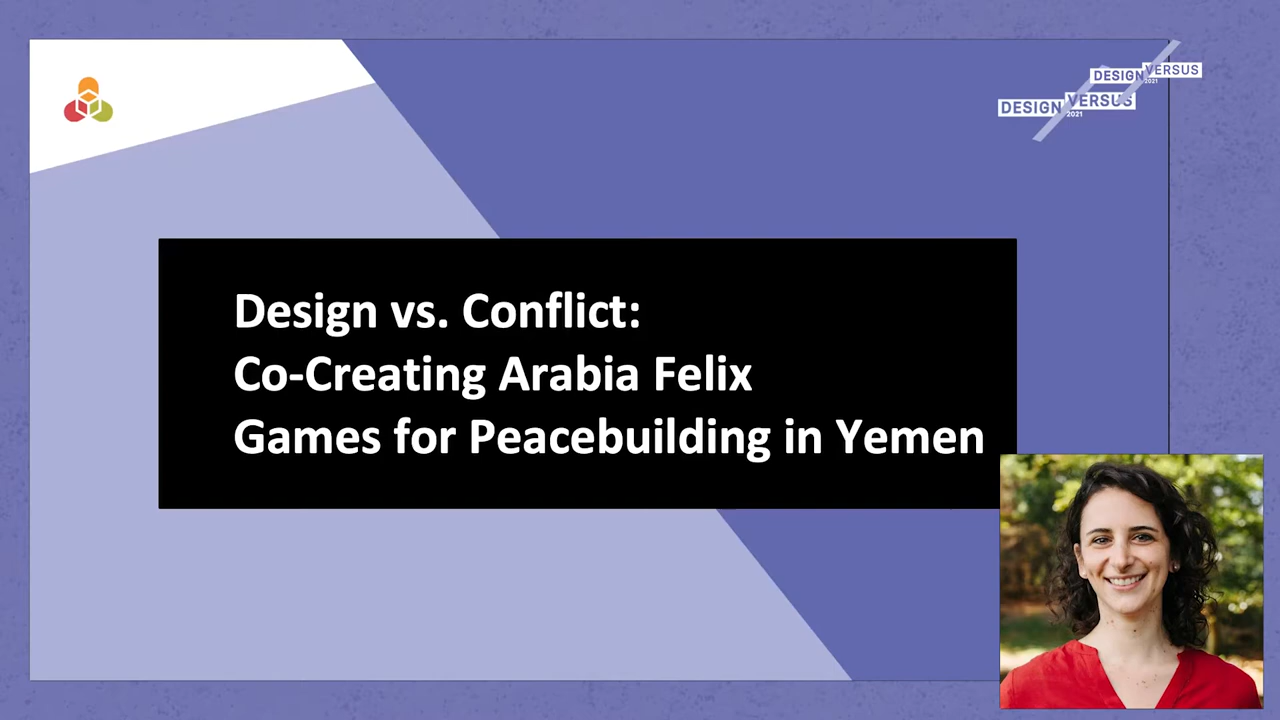 DESIGN VERSUS
2021
DESIGN VERSUS
2021
Design vs. Conflict:
Co-Creating Arabia Felix
Games for Peacebuilding in Yemen